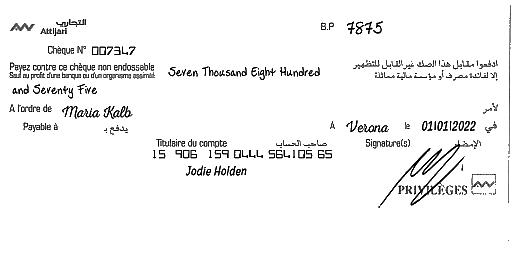 التجاري
Attijari
B.P 7875
Chèque N° 007347
Payez contre ce chèque non endossable
Seul au profit d'une banque ou d'un organisme assimilé
Seven Thousand Eight Hundred
ادفعوا مقابل هذا الصك غير القابل للتظهير
إلا لفائدة مصرف أو مؤسسة مالية مماثلة
and Seventy Five
A l'ordre de Maria Kalb
لأمر
Payable à
يدفع بـ
A Verona le 01/01/2022 في
Titulaire du compte صاحب الحساب
Signature(s) الإمضاء
15 906 159 0444 564105 65
Jodie Holden
PRIVILÈGES